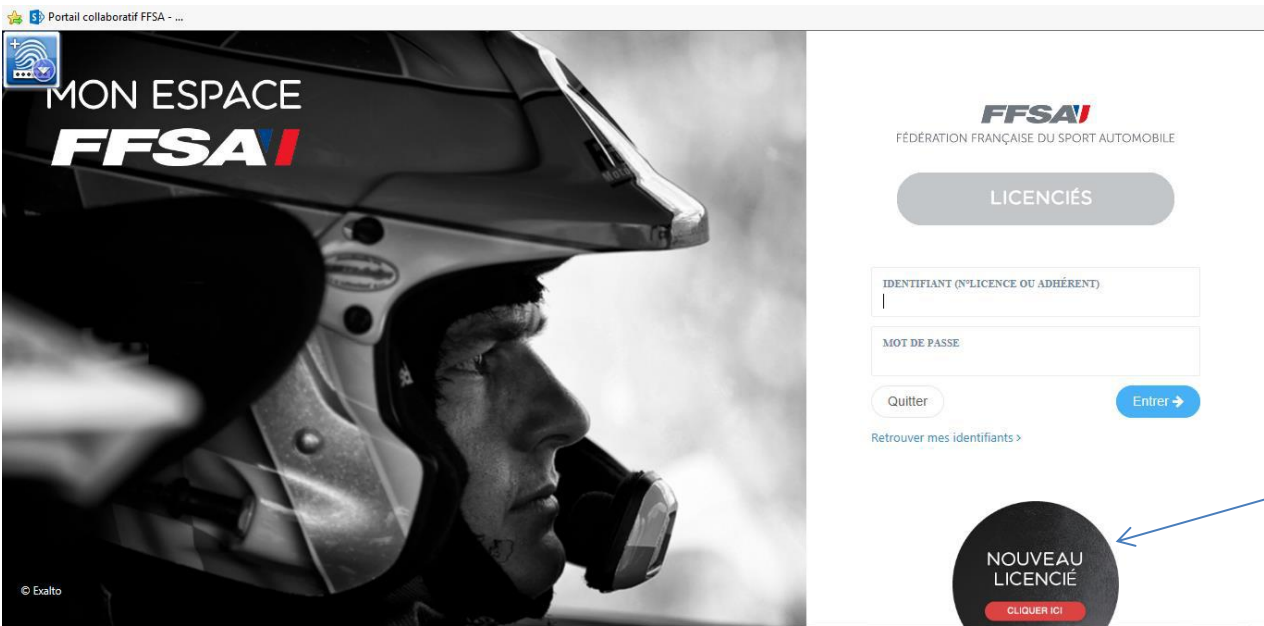 Portail collaboratif FFSA - ...
MON ESPACE
FFSA
© Exalto
FFSA
FÉDÉRATION FRANÇAISE DU SPORT AUTOMOBILE
LICENCIÉS
IDENTIFIANT (N°LICENCE OU ADHÉRENT)
MOT DE PASSE
Quitter
Entrer
Retrouver mes identifiants >
NOUVEAU
LICENCIÉ
CLIQUER ICI